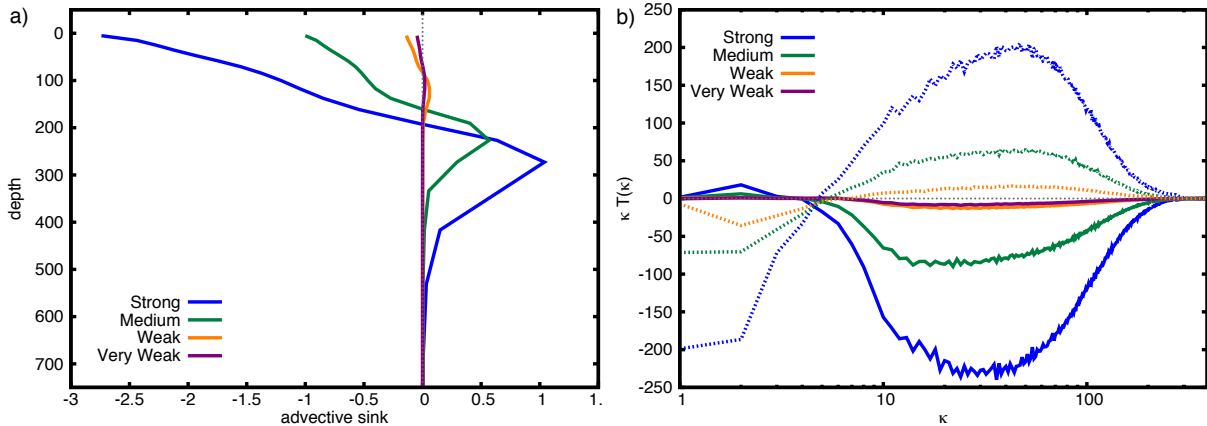 a)
0
100
200
300
400
500
600
700
depth
Strong
Medium
Weak
Very Weak
-3 -2.5 -2 -1.5 -1 -0.5 0 0.5 1 1.
advective sink
b)
250
200
150
100
50
0
-50
-100
-150
-200
-250
κ T(κ)
Strong
Medium
Weak
Very Weak
1 10 100
κ